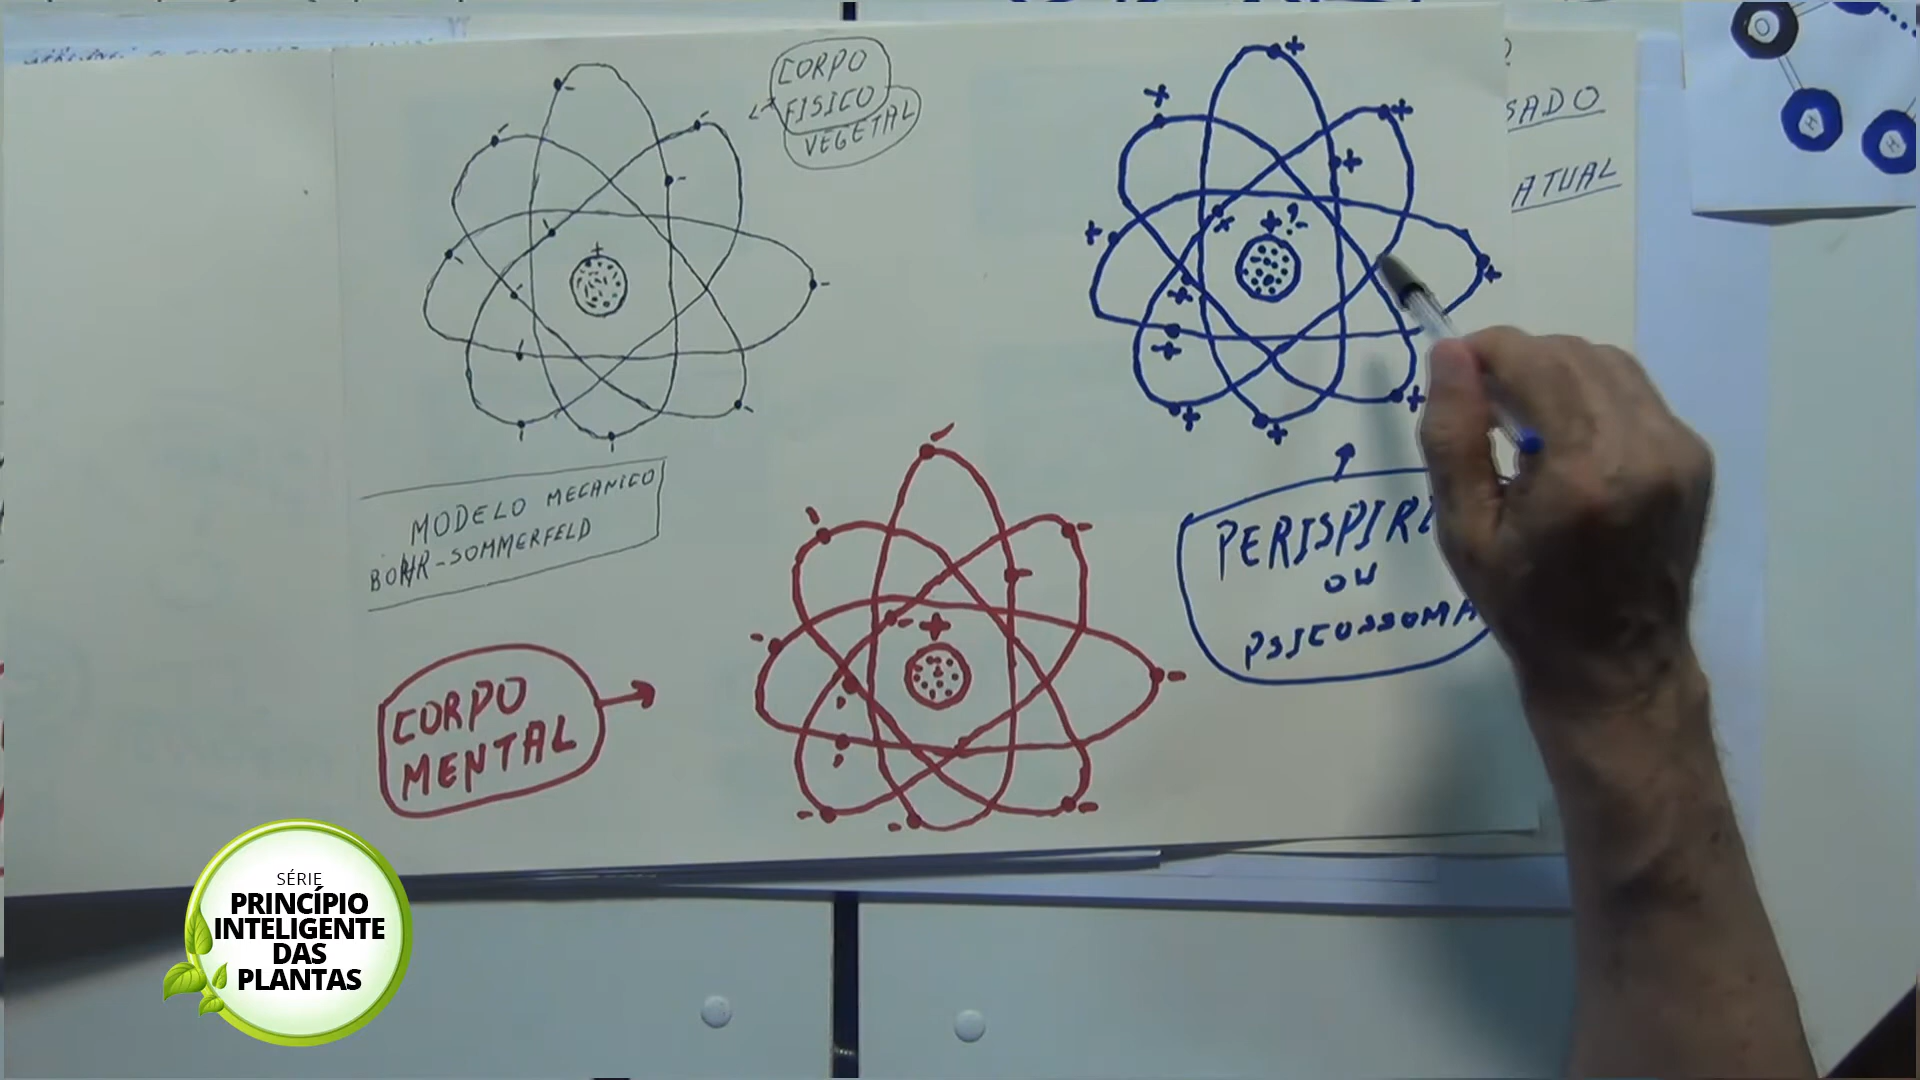 CORPO
FISICO
VEGETAL
SADO
ATUAL
MODELO MECANICO
BOHR-SOMMERFELD
PERISPIRI
OU
PSICOSSOMA
CORPO
MENTAL
SÉRIE
PRINCÍPIO
INTELIGENTE
DAS
PLANTAS